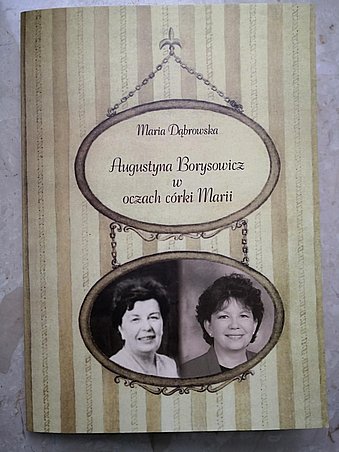 Maria Dąbrowska
Augustyna Borysowicz
w
oczach córki Marii